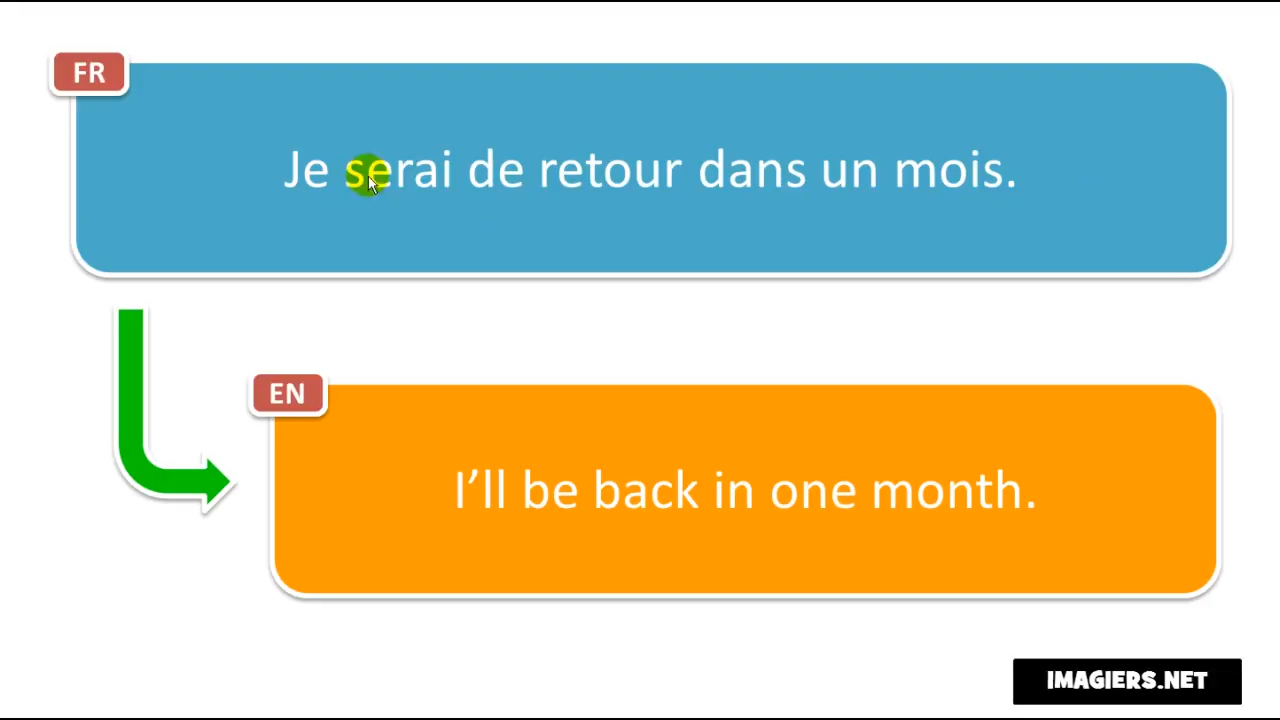 FR
Je serai de retour dans un mois.
EN
I’ll be back in one month.
IMAGIERS.NET